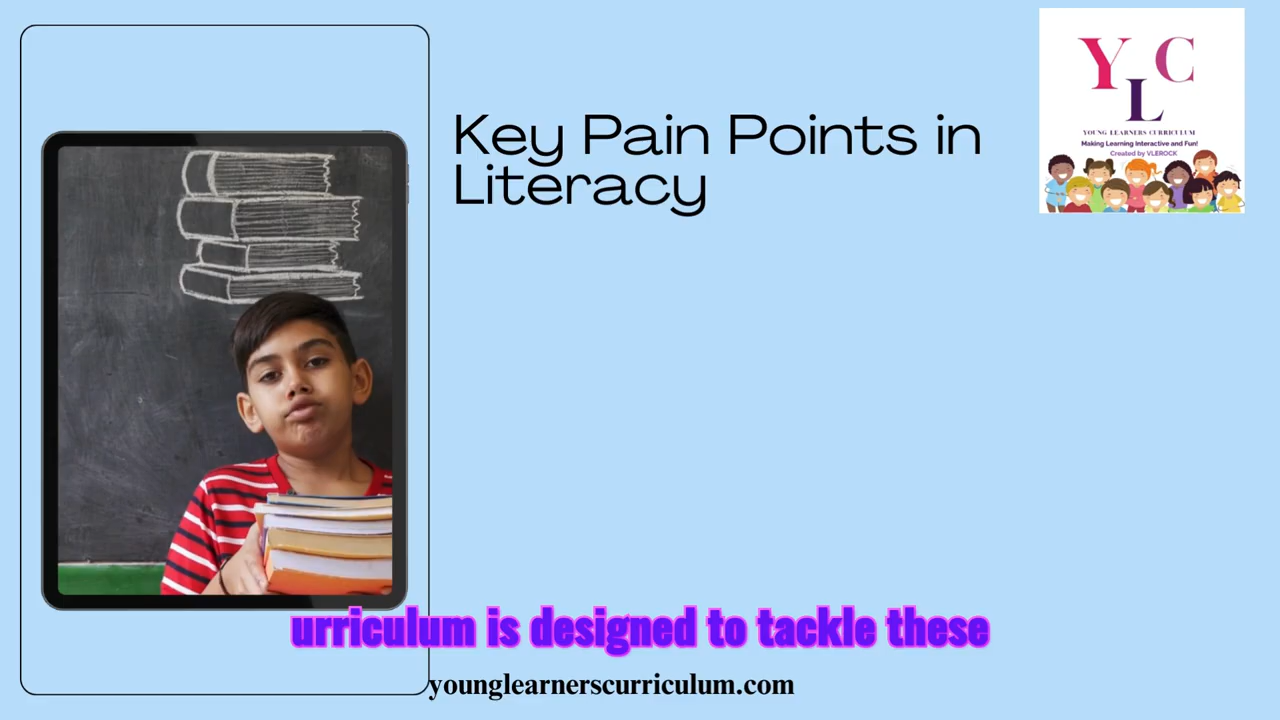 Key Pain Points in
Literacy
Y
C
L
YOUNG LEARNERS CURRICULUM
Making Learning Interactive and Fun!
Created by VLEROCK
urriculum is designed to tackle these
younglearnerscurriculum.com